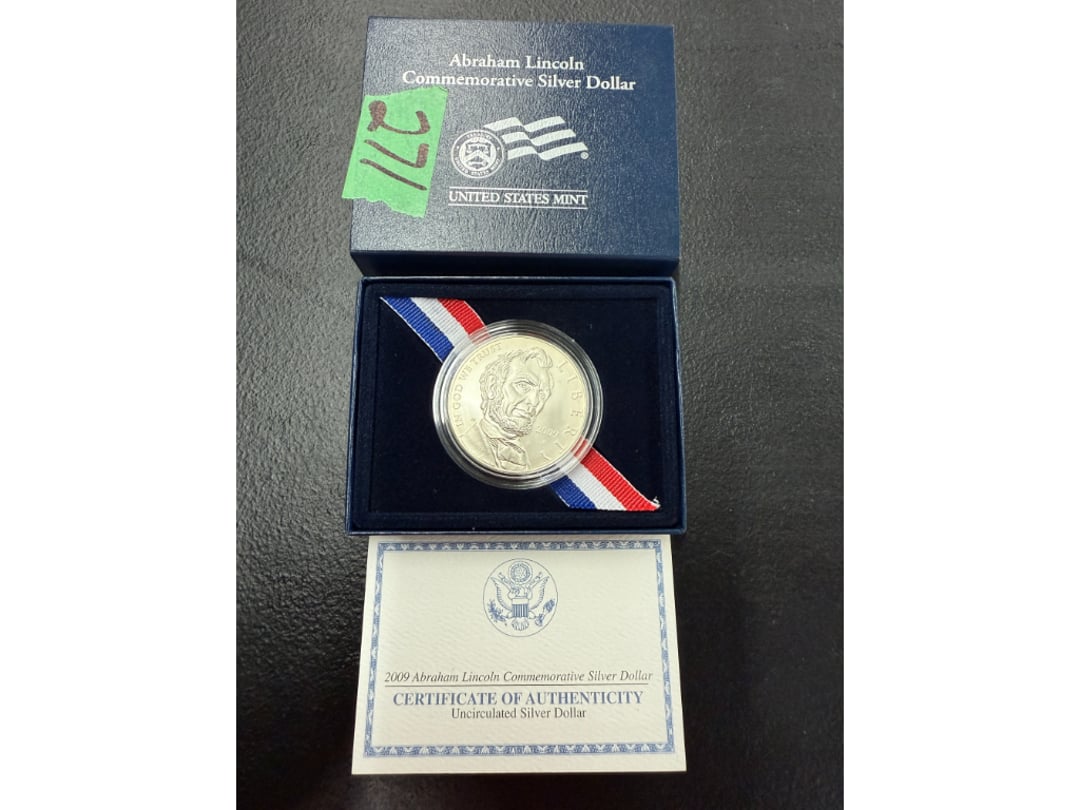 Abraham Lincoln
Commemorative Silver Dollar
271
UNITED STATES MINT
IN GOD WE TRUST
LIBERTY
2009
2009 Abraham Lincoln Commemorative Silver Dollar
CERTIFICATE OF AUTHENTICITY
Uncirculated Silver Dollar